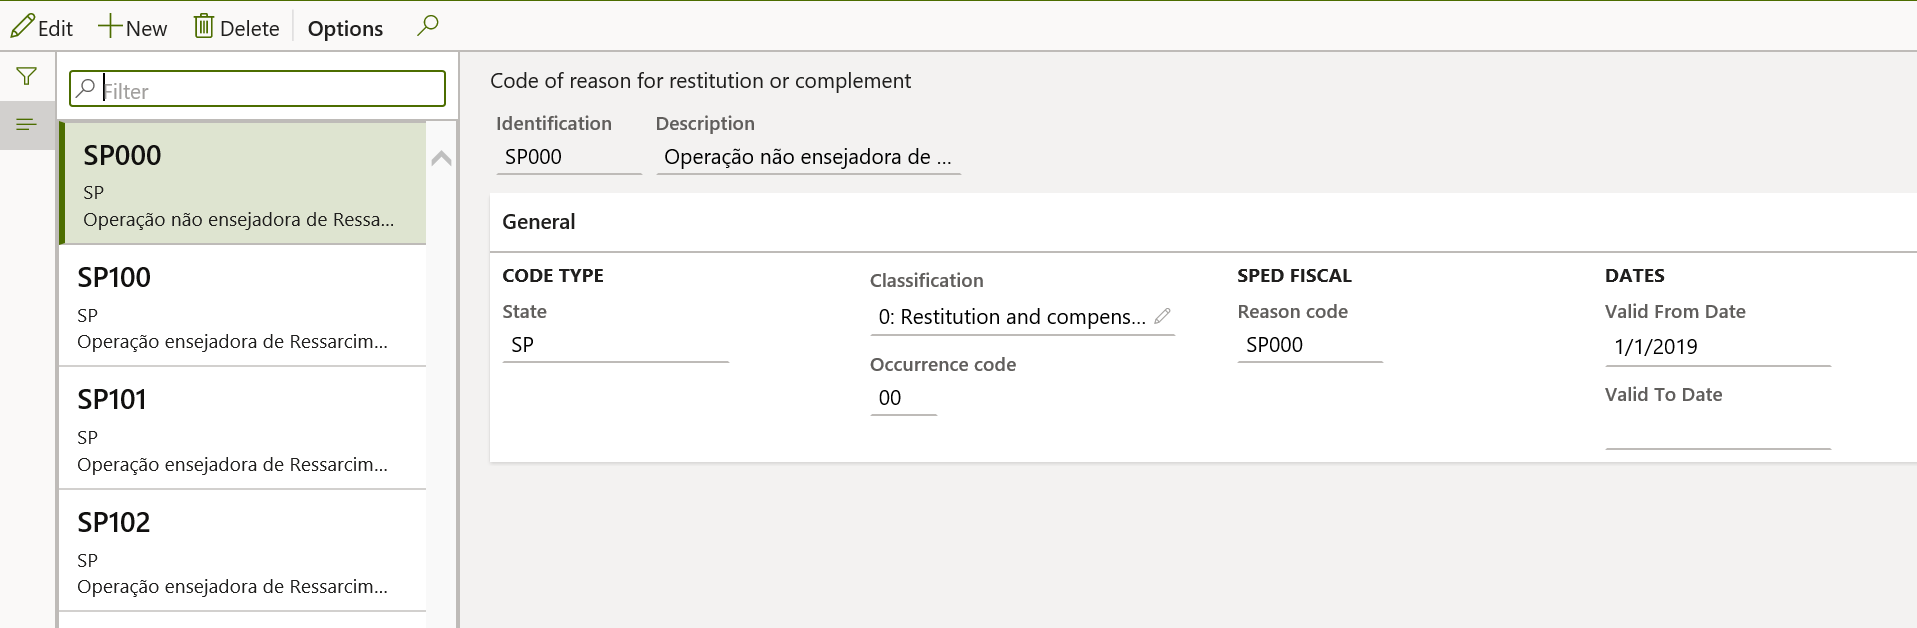 Edit New Delete Options
Filter
SP000
SP
Operação não ensejadora de Ressa...
SP100
SP
Operação ensejadora de Ressarcim...
SP101
SP
Operação ensejadora de Ressarcim...
SP102
SP
Operação ensejadora de Ressarcim...
Code of reason for restitution or complement
Identification Description
SP000 Operação não ensejadora de ...
General
CODE TYPE
State
SP
Classification
0: Restitution and compens...
Occurrence code
00
SPED FISCAL
Reason code
SP000
DATES
Valid From Date
1/1/2019
Valid To Date